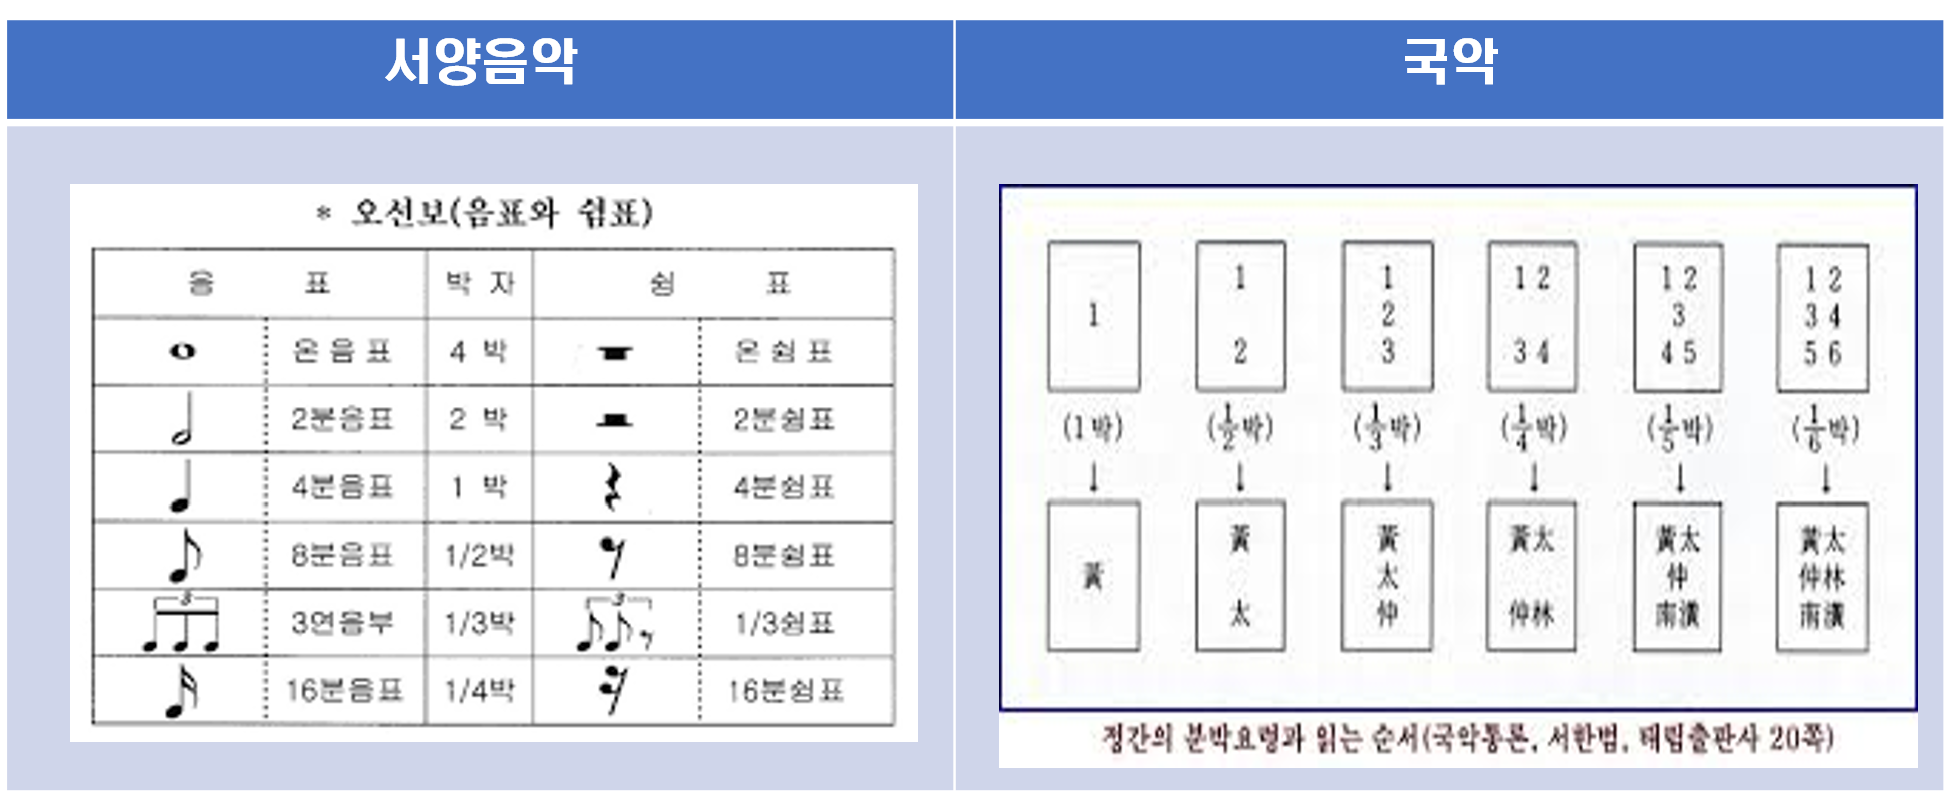 서양음악
국악
* 오선보(음표와 쉼표)
음 표 박 자 쉼 표
온 음 표 4 박 온 쉼 표
2분음표 2 박 2분쉼표
4분음표 1 박 4분쉼표
8분음표 1/2박 8분쉼표
3 3연음부 1/3박 3 1/3쉼표
16분음표 1/4박 16분쉼표
1 1 1 1 2 1 2 1 2
2 3 3 4
2 3 3 4 4 5 5 6
(1박) (1/2박) (1/3박) (1/4박) (1/5박) (1/6박)
黃 黃 黃太 黃太 黃太
黃 太 仲 仲林
太 仲 仲林 南潢 南潢
정간의 분박요령과 읽는 순서(국악통론, 서한범, 태림출판사 20쪽)